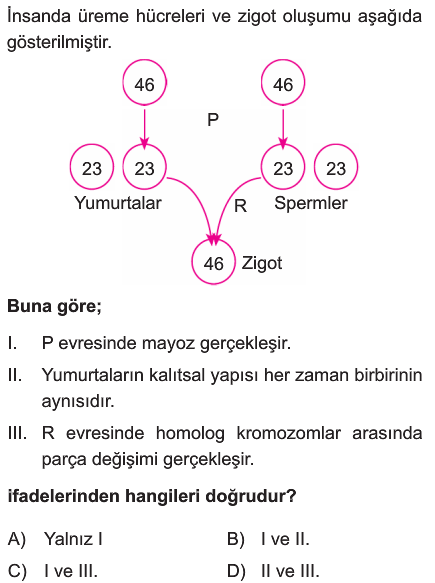 İnsanda üreme hücreleri ve zigot oluşumu aşağıda
gösterilmiştir.
46 46
P
23 23 23 23
Yumurtalar R Spermler
46 Zigot
Buna göre;
I. P evresinde mayoz gerçekleşir.
II. Yumurtaların kalıtsal yapısı her zaman birbirinin
aynısıdır.
III. R evresinde homolog kromozomlar arasında
parça değişimi gerçekleşir.
ifadelerinden hangileri doğrudur?
A) Yalnız I B) I ve II.
C) I ve III. D) II ve III.